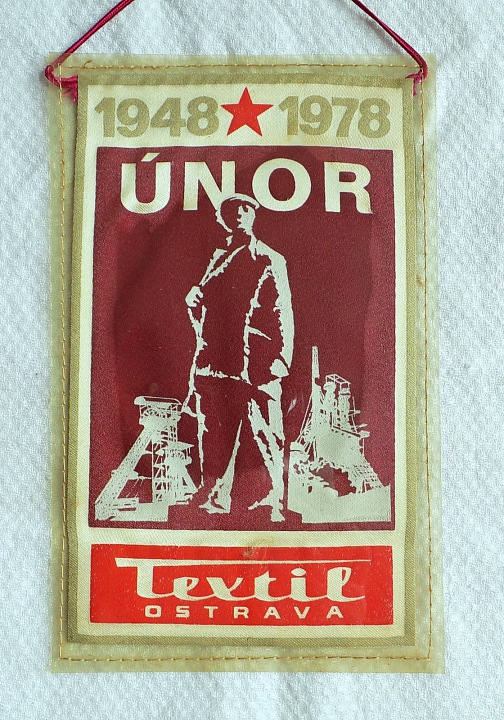 1948 ★ 1978
ÚNOR
Textil
OSTRAVA